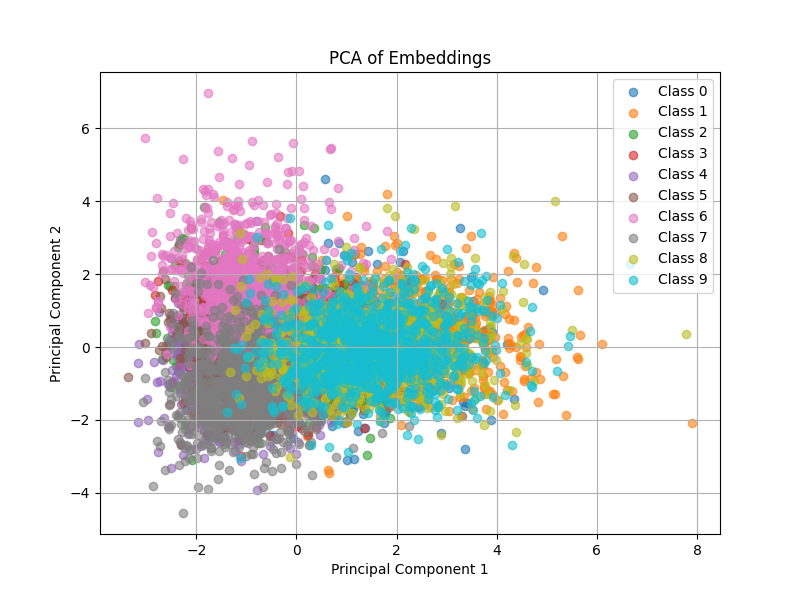 PCA of Embeddings
Class 0
Class 1
Class 2
Class 3
Class 4
Class 5
Class 6
Class 7
Class 8
Class 9
Principal Component 2
6
4
2
0
−2
−4
−2
0
2
4
6
8
Principal Component 1